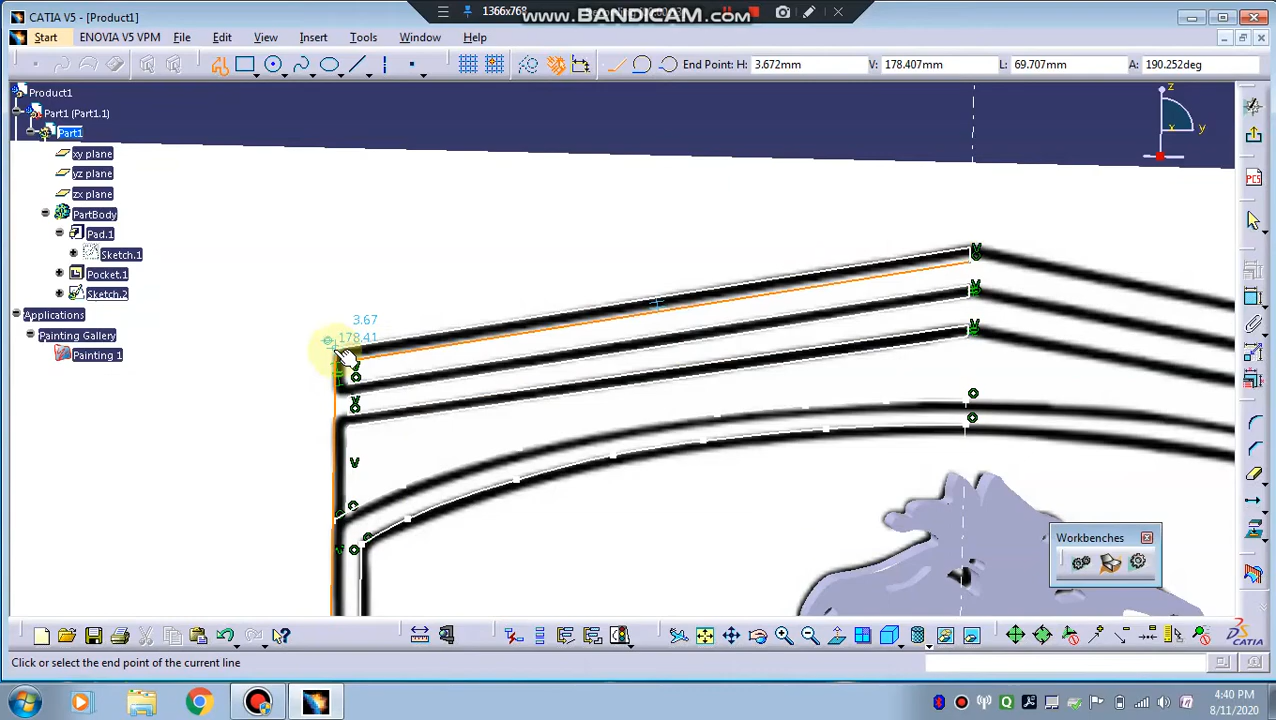 CATIA V5 - [Product1]
1366x768
www.BANDICAM.com
Start
ENOVIA V5 VPM
File
Edit
View
Insert
Tools
Window
Help
End Point: H: 3.672mm V: 178.407mm L: 69.707mm A: 190.252deg
Product1
Part1 (Part1.1)
Part1
xy plane
yz plane
zx plane
PartBody
Pad.1
Sketch.1
Pocket.1
Sketch.2
Applications
Painting Gallery
Painting 1
z
x
y
PCS
3.67
178.41
Workbenches
CATIA
Click or select the end point of the current line
4:40 PM
8/11/2020